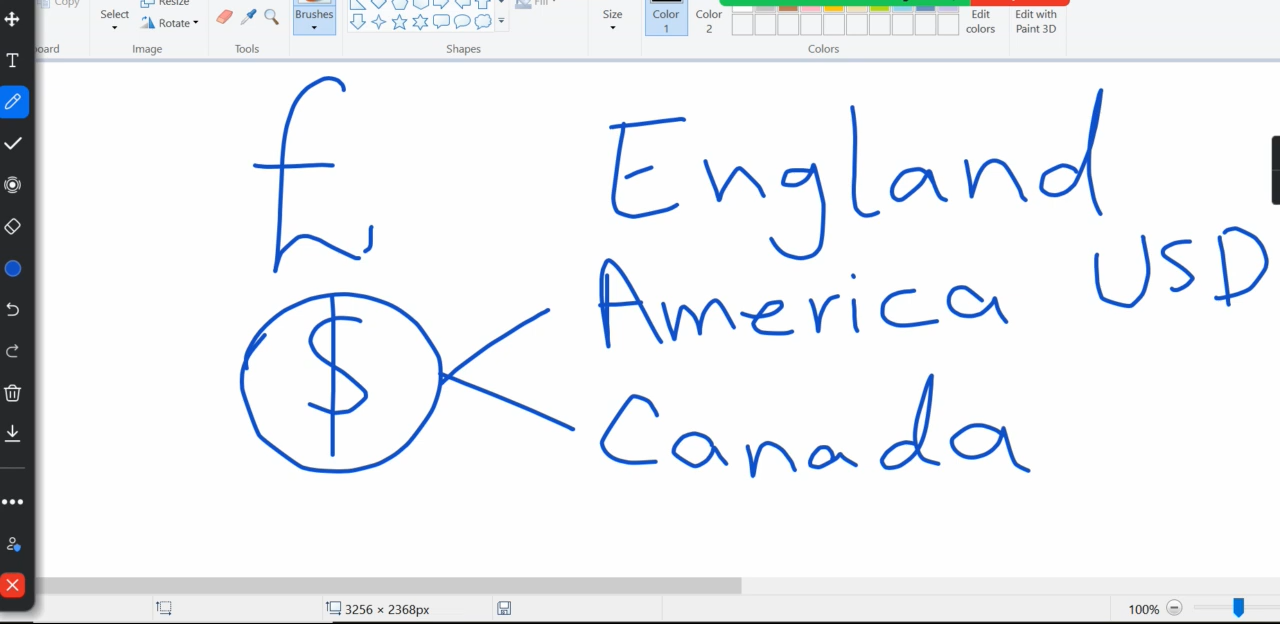 Copy
Resize
Select
Rotate
Brushes
Fill
Size
Color 1
Color 2
Edit colors
Edit with Paint 3D
Image
Tools
Shapes
Colors
£ England
America USD
$
Canada
3256 × 2368px
100%